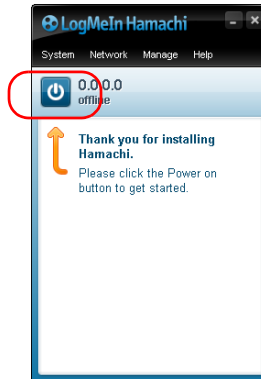 LogMeIn Hamachi
System Network Manage Help
0.0.0.0
offline
Thank you for installing
Hamachi.
Please click the Power on
button to get started.